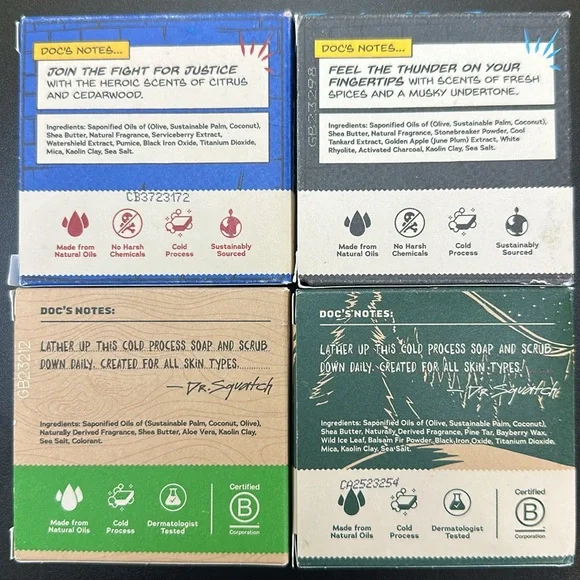 DOC'S NOTES...
JOIN THE FIGHT FOR JUSTICE
WITH THE HEROIC SCENTS OF CITRUS
AND CEDARWOOD.
Ingredients: Saponified Oils of (Olive, Sustainable Palm, Coconut),
Shea Butter, Natural Fragrance, Serviceberry Extract,
Watershield Extract, Pumice, Black Iron Oxide, Titanium Dioxide,
Mica, Kaolin Clay, Sea Salt.
CB3723172
Made from
Natural Oils
No Harsh
Chemicals
Cold
Process
Sustainably
Sourced
DOC'S NOTES...
FEEL THE THUNDER ON YOUR
FINGERTIPS WITH SCENTS OF FRESH
SPICES AND A MUSKY UNDERTONE.
GB23298
Ingredients: Saponified Oils of (Olive, Sustainable Palm, Coconut),
Shea Butter, Natural Fragrance, Stonebreaker Powder, Cool
Tankard Extract, Golden Apple (June Plum) Extract, White
Rhyolite, Activated Charcoal, Kaolin Clay, Sea Salt.
Made from
Natural Oils
No Harsh
Chemicals
Cold
Process
Sustainably
Sourced
DOC'S NOTES:
LATHER UP THIS COLD PROCESS SOAP AND SCRUB
DOWN DAILY. CREATED FOR ALL SKIN TYPES.
—Dr. Squatch
GB23212
Ingredients: Saponified Oils of (Sustainable Palm, Coconut, Olive),
Naturally Derived Fragrance, Shea Butter, Aloe Vera, Kaolin Clay,
Sea Salt, Colorant.
Made from
Natural Oils
Cold
Process
Dermatologist
Tested
Certified
B
Corporation
DOC'S NOTES:
LATHER UP THIS COLD PROCESS SOAP AND SCRUB
DOWN DAILY. CREATED FOR ALL SKIN TYPES.
—Dr. Squatch
Ingredients: Saponified Oils of (Olive, Sustainable Palm, Coconut),
Shea Butter, Naturally Derived Fragrance, Pine Tar, Bayberry Wax,
Wild Ice Leaf, Balsam Fir Powder, Black Iron Oxide, Titanium Dioxide,
Mica, Kaolin Clay, Sea Salt.
CA2523254
Made from
Natural Oils
Cold
Process
Dermatologist
Tested
Certified
B
Corporation